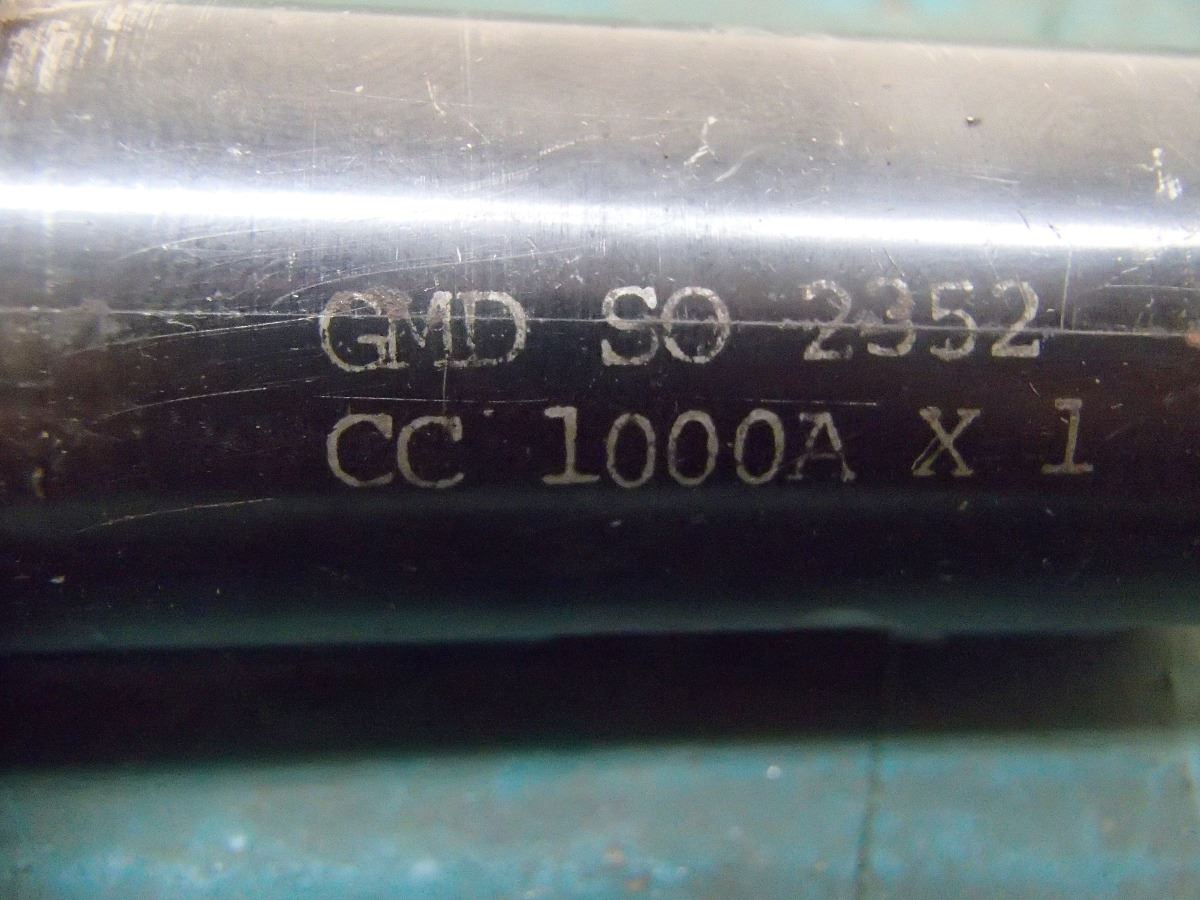 GMD SO 2352
CC 1000A X 1